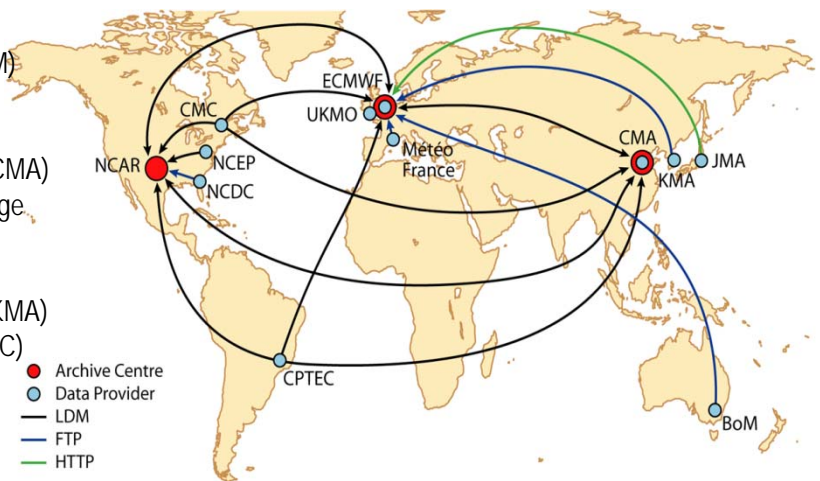 M)
CMA)
ge
KMA)
C)
ECMWF
CMC
UKMO
NCAR
NCEP
NCDC
Météo
France
CMA
KMA
JMA
CPTEC
BoM
Archive Centre
Data Provider
LDM
FTP
HTTP